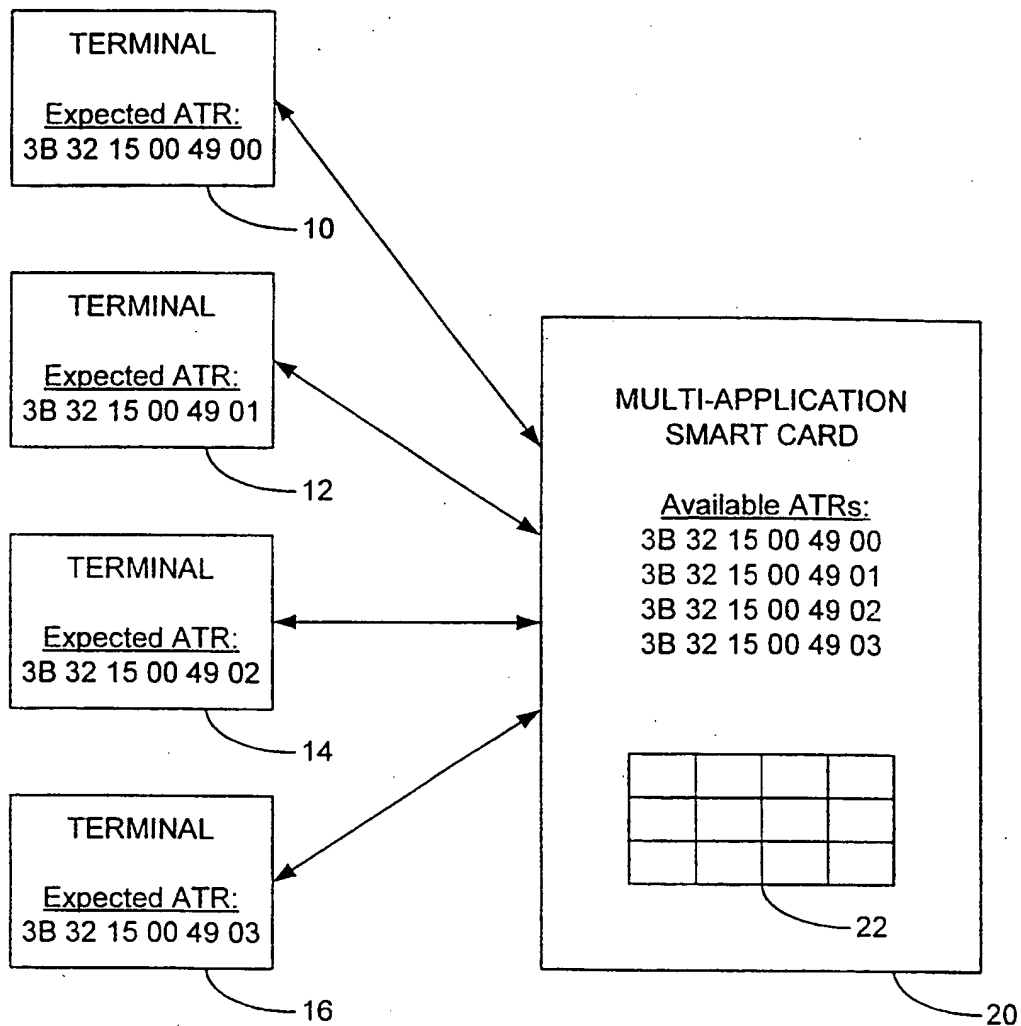 TERMINAL
Expected ATR:
3B 32 15 00 49 00
10
TERMINAL
Expected ATR:
3B 32 15 00 49 01
12
TERMINAL
Expected ATR:
3B 32 15 00 49 02
14
TERMINAL
Expected ATR:
3B 32 15 00 49 03
16
MULTI-APPLICATION
SMART CARD
Available ATRs:
3B 32 15 00 49 00
3B 32 15 00 49 01
3B 32 15 00 49 02
3B 32 15 00 49 03
22
20